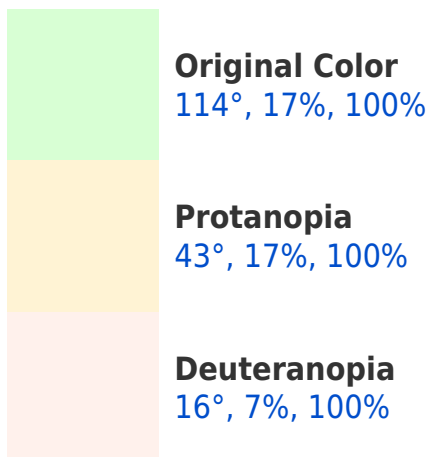 Original Color
114°, 17%, 100%
Protanopia
43°, 17%, 100%
Deuteranopia
16°, 7%, 100%